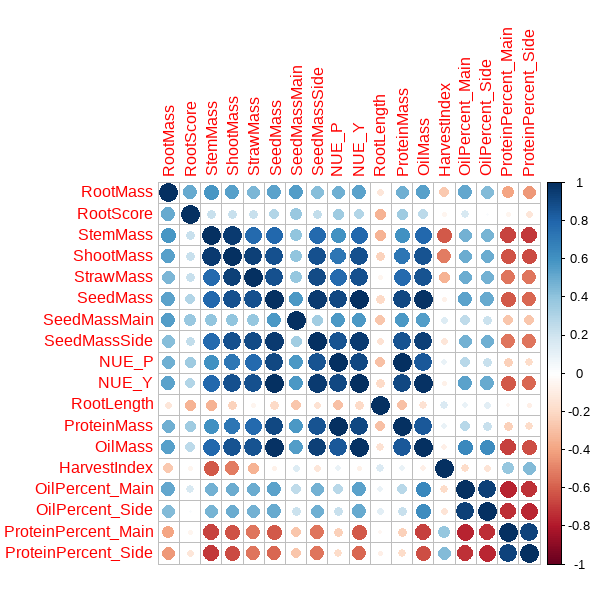 RootMass
RootScore
StemMass
ShootMass
StrawMass
SeedMass
SeedMassMain
SeedMassSide
NUE_P
NUE_Y
RootLength
ProteinMass
OilMass
HarvestIndex
OilPercent_Main
OilPercent_Side
ProteinPercent_Main
ProteinPercent_Side
RootMass
RootScore
StemMass
ShootMass
StrawMass
SeedMass
SeedMassMain
SeedMassSide
NUE_P
NUE_Y
RootLength
ProteinMass
OilMass
HarvestIndex
OilPercent_Main
OilPercent_Side
ProteinPercent_Main
ProteinPercent_Side
1
0.8
0.6
0.4
0.2
0
-0.2
-0.4
-0.6
-0.8
-1